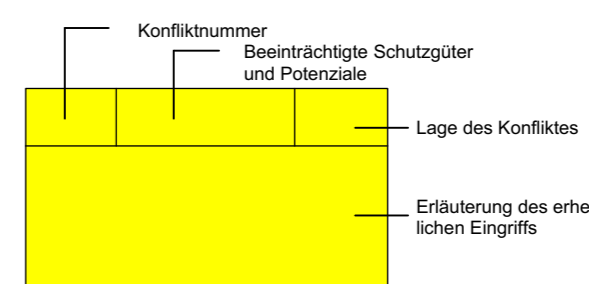 Konfliktnummer
Beeinträchtigte Schutzgüter
und Potenziale
Lage des Konfliktes
Erläuterung des erhe
lichen Eingriffs